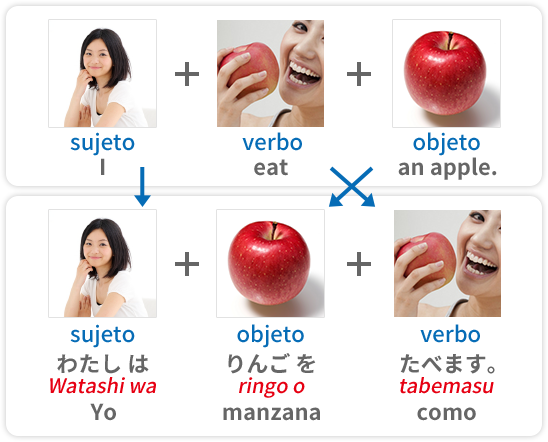 sujeto verbo objeto
I eat an apple.
sujeto objeto verbo
わたし は りんご を たべます。
Watashi wa ringo o tabemasu
Yo manzana como